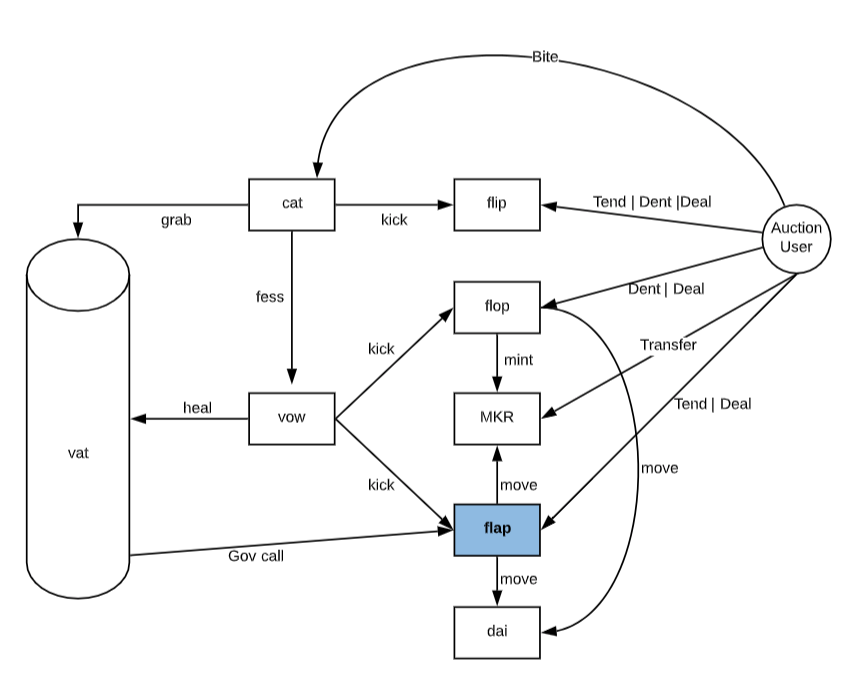 Bite
cat
flip
Tend | Dent |Deal
Auction
User
grab
kick
fess
flop
Dent | Deal
kick
mint
Transfer
heal
vow
MKR
Tend | Deal
vat
kick
move
move
flap
Gov call
move
dai